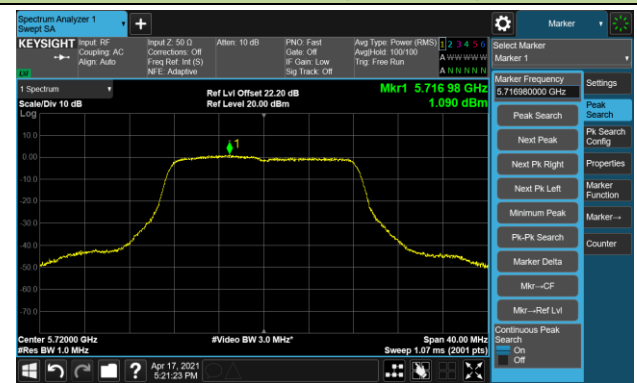 Spectrum Analyzer 1
Swept SA
Marker
KEYSIGHT
Input: RF
Coupling: AC
Align: Auto
Input Z: 50 Ω
Corrections: Off
Freq Ref: Int (S)
NFE: Adaptive
Atten: 10 dB
PNO: Fast
Gate: Off
IF Gain: Low
Sig Track: Off
Avg Type: Power (RMS)
Avg|Hold: 100/100
Trig: Free Run
1 2 3 4 5 6
A W W W W W
A N N N N N
Select Marker
Marker 1
1 Spectrum
Scale/Div 10 dB
Log
Ref Lvl Offset 22.20 dB
Ref Level 20.00 dBm
Mkr1 5.716 98 GHz
1.090 dBm
Marker Frequency
5.716980000 GHz
Peak Search
Next Peak
Next Pk Right
Next Pk Left
Minimum Peak
Pk-Pk Search
Marker Delta
Mkr→CF
Mkr→Ref Lvl
Continuous Peak
Search
On
Off
Settings
Peak
Search
Pk Search
Config
Properties
Marker
Function
Marker→
Counter
1
10.0
0.00
-10.0
-20.0
-30.0
-40.0
-50.0
-60.0
-70.0
Center 5.72000 GHz
#Res BW 1.0 MHz
#Video BW 3.0 MHz*
Span 40.00 MHz
Sweep 1.07 ms (2001 pts)
?
Apr 17, 2021
5:21:23 PM